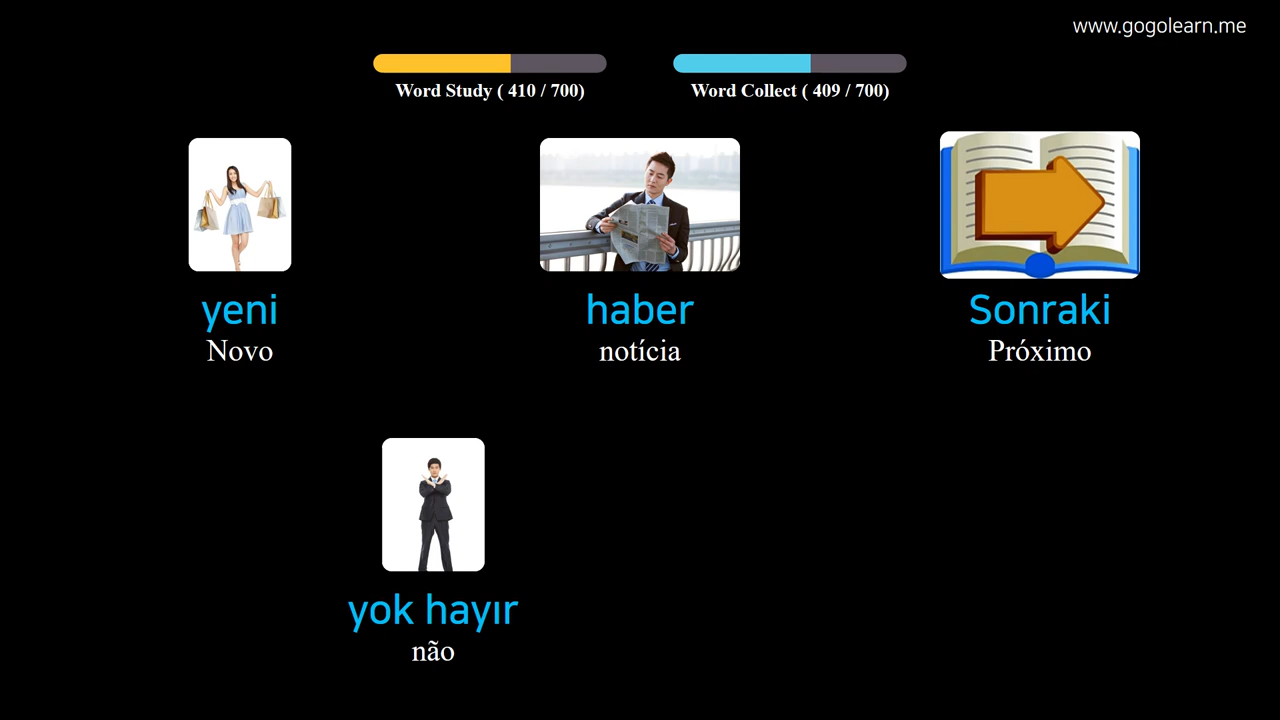 www.gogolearn.me
Word Study ( 410 / 700)
Word Collect ( 409 / 700)
yeni
Novo
haber
notícia
Sonraki
Próximo
yok hayır
não